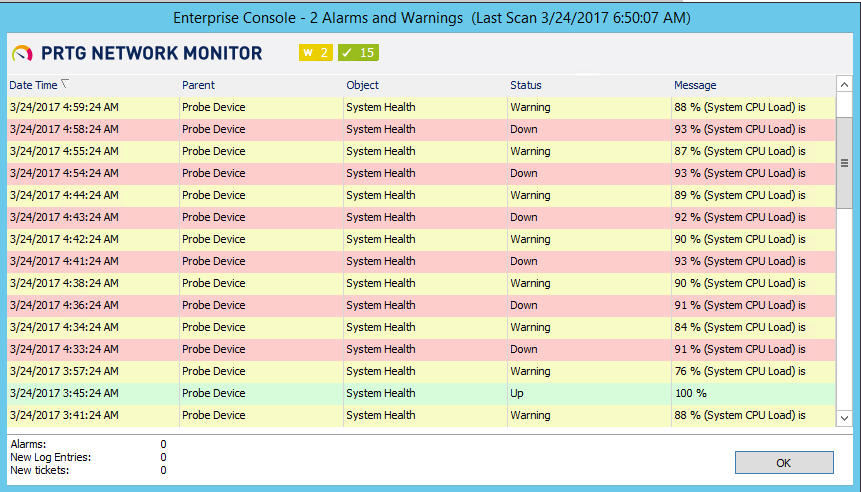 Enterprise Console - 2 Alarms and Warnings (Last Scan 3/24/2017 6:50:07 AM)
PRTG NETWORK MONITOR W 2 ✓ 15
Date Time Parent Object Status Message
3/24/2017 4:59:24 AM Probe Device System Health Warning 88 % (System CPU Load) is
3/24/2017 4:58:24 AM Probe Device System Health Down 93 % (System CPU Load) is
3/24/2017 4:55:24 AM Probe Device System Health Warning 87 % (System CPU Load) is
3/24/2017 4:54:24 AM Probe Device System Health Down 93 % (System CPU Load) is
3/24/2017 4:44:24 AM Probe Device System Health Warning 89 % (System CPU Load) is
3/24/2017 4:43:24 AM Probe Device System Health Down 92 % (System CPU Load) is
3/24/2017 4:42:24 AM Probe Device System Health Warning 90 % (System CPU Load) is
3/24/2017 4:41:24 AM Probe Device System Health Down 93 % (System CPU Load) is
3/24/2017 4:38:24 AM Probe Device System Health Warning 90 % (System CPU Load) is
3/24/2017 4:36:24 AM Probe Device System Health Down 91 % (System CPU Load) is
3/24/2017 4:34:24 AM Probe Device System Health Warning 84 % (System CPU Load) is
3/24/2017 4:33:24 AM Probe Device System Health Down 91 % (System CPU Load) is
3/24/2017 3:57:24 AM Probe Device System Health Warning 76 % (System CPU Load) is
3/24/2017 3:45:24 AM Probe Device System Health Up 100 %
3/24/2017 3:41:24 AM Probe Device System Health Warning 88 % (System CPU Load) is
Alarms: 0
New Log Entries: 0
New tickets: 0
OK